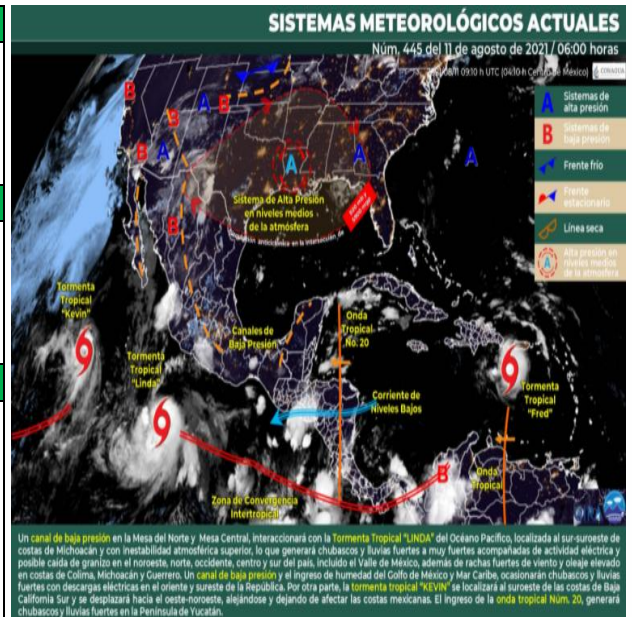 SISTEMAS METEOROLÓGICOS ACTUALES
Núm. 445 del 11 de agosto de 2021 / 06:00 horas
08/11 09:10 h UTC (04:10 h Centro de México)
CONAGUA
A Sistemas de
alta presión
B Sistemas de
baja presión
Frente frío
Frente
estacionario
Línea seca
A Alta presión en
niveles medios
de la atmósfera
B
A
B
B
B
A
B
A
A
A
Sistema de Alta Presión
en niveles medios
de la atmósfera
Tormenta
Tropical
"Kevin"
Tormenta
Tropical
"Linda"
Canales de
Baja Presión
Onda
Tropical
No. 20
Corriente de
Niveles Bajos
Tormenta
Tropical
"Fred"
Onda
Tropical
B
Zona de Convergencia
Intertropical
Un canal de baja presión en la Mesa del Norte y Mesa Central, interaccionará con la Tormenta Tropical "LINDA" del Océano Pacífico, localizada al sur-suroeste de
costas de Michoacán y con inestabilidad atmosférica superior, lo que generará chubascos y lluvias fuertes a muy fuertes acompañadas de actividad eléctrica y
posible caída de granizo en el noroeste, norte, occidente, centro y sur del país, incluido el Valle de México, además de rachas fuertes de viento y oleaje elevado
en costas de Colima, Michoacán y Guerrero. Un canal de baja presión y el ingreso de humedad del Golfo de México y Mar Caribe, ocasionarán chubascos y lluvias
fuertes con descargas eléctricas en el oriente y sureste de la República. Por otra parte, la tormenta tropical "KEVIN" se localizará al suroeste de las costas de Baja
California Sur y se desplazará hacia el oeste-noroeste, alejándose y dejando de afectar las costas mexicanas. El ingreso de la onda tropical Núm. 20, generará
chubascos y lluvias fuertes en la Península de Yucatán.